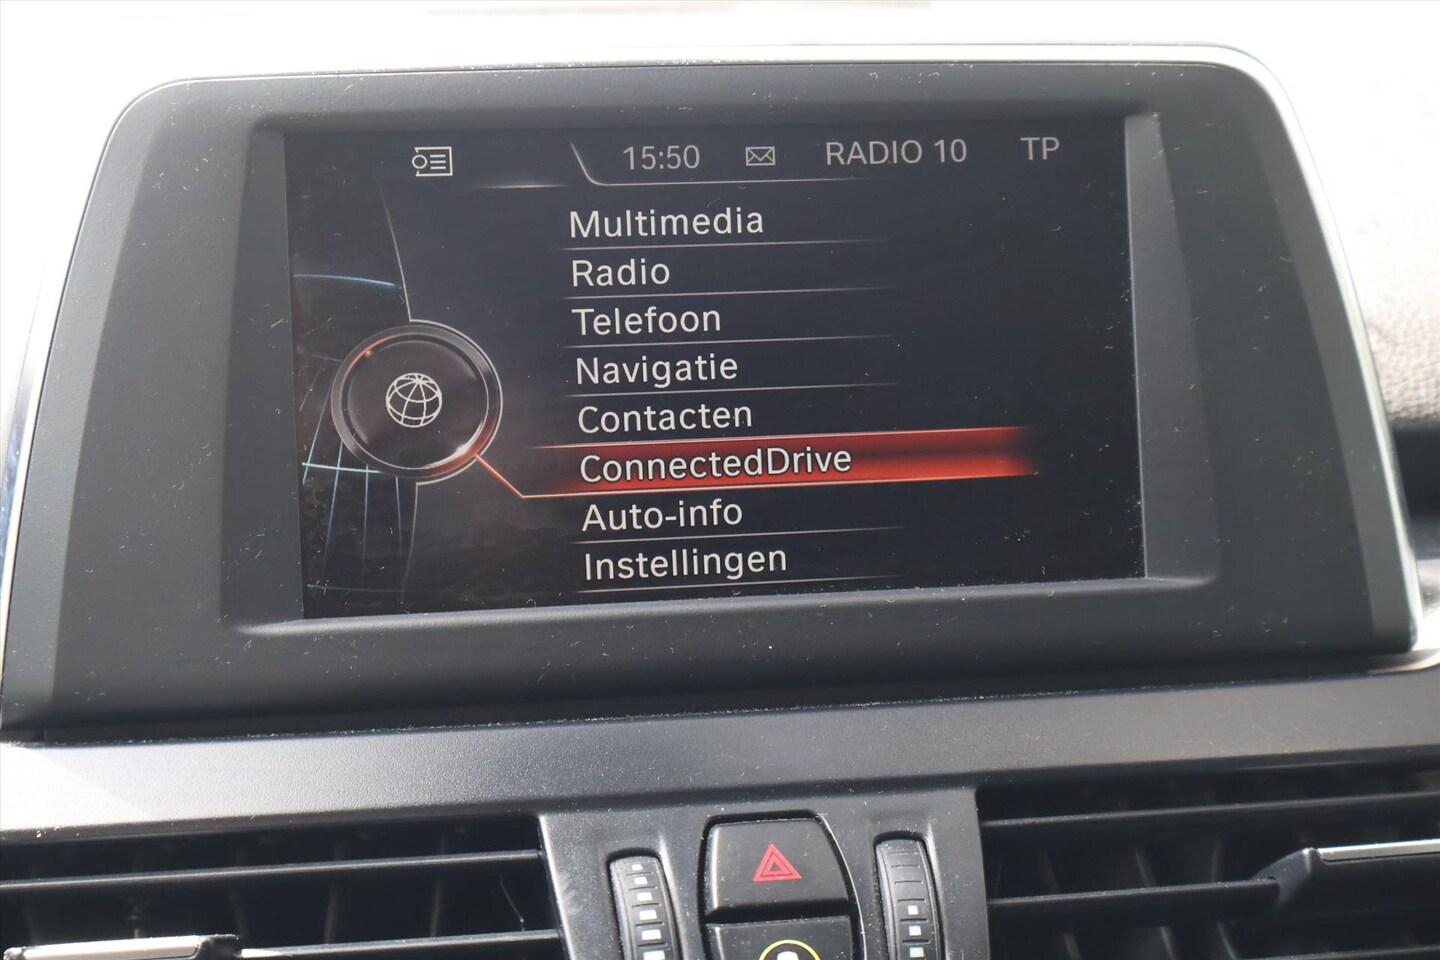 15:50 RADIO 10 TP
Multimedia
Radio
Telefoon
Navigatie
Contacten
ConnectedDrive
Auto-info
Instellingen